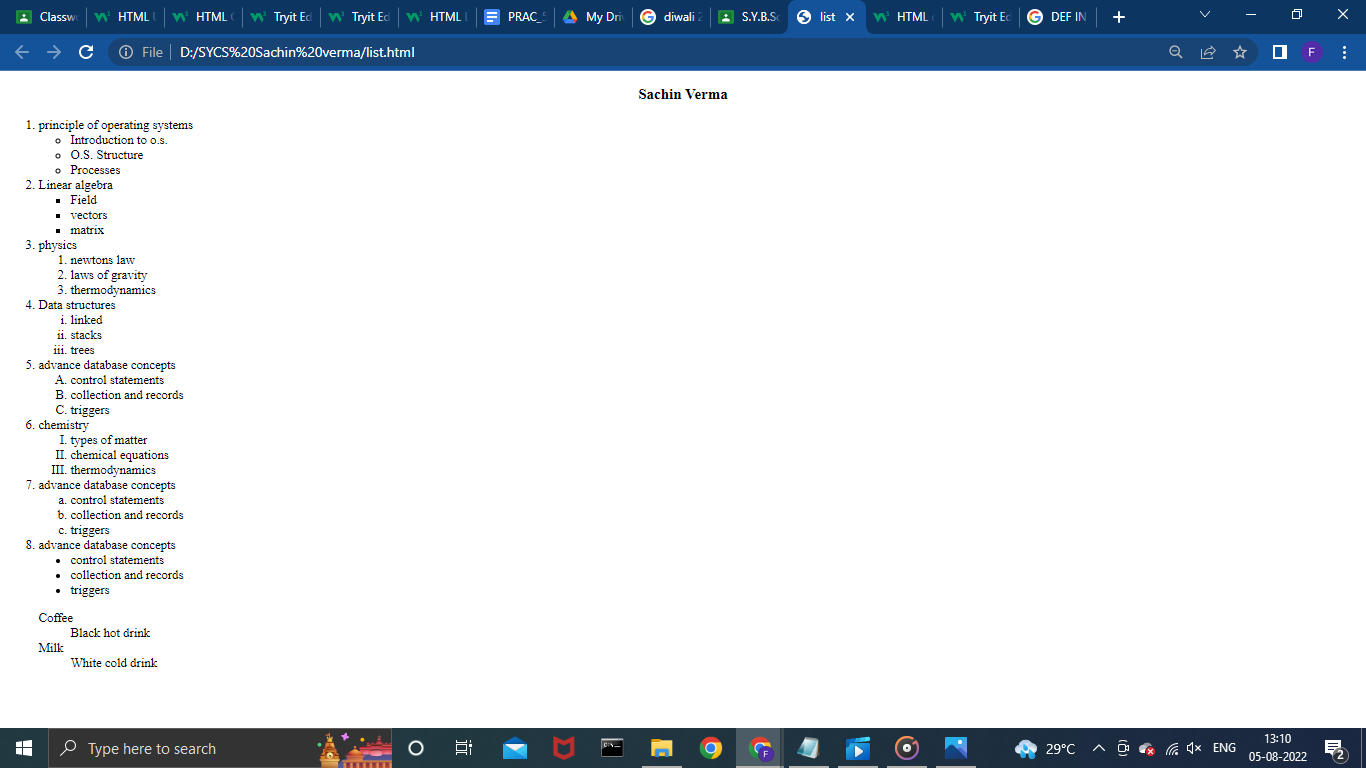 Classw
HTML L
HTML
Tryit Ed
Tryit Ed
HTML L
PRAC_
My Dri
diwali 2
S.Y.B.Sc
list
HTML
Tryit Ed
DEF IN
File
D:/SYCS%20Sachin%20verma/list.html
F
Sachin Verma
1. principle of operating systems
Introduction to o.s.
O.S. Structure
Processes
2. Linear algebra
Field
vectors
matrix
3. physics
1. newtons law
2. laws of gravity
3. thermodynamics
4. Data structures
i. linked
ii. stacks
iii. trees
5. advance database concepts
A. control statements
B. collection and records
C. triggers
6. chemistry
I. types of matter
II. chemical equations
III. thermodynamics
7. advance database concepts
a. control statements
b. collection and records
c. triggers
8. advance database concepts
control statements
collection and records
triggers
Coffee
Black hot drink
Milk
White cold drink
Type here to search
F
29°C
ENG
13:10
05-08-2022
2